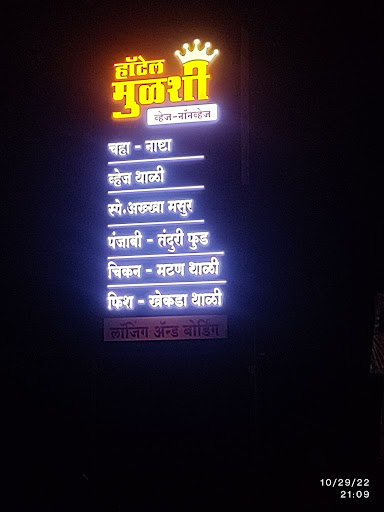 हॉटेल
मुळशी
व्हेज-नॉनव्हेज
चहा - नाष्टा
व्हेज थाळी
स्पे.अख्खा मसुर
पंजाबी - तंदुरी फुड
चिकन - मटण थाळी
फिश - खेकडा थाळी
लॉजिंग ॲन्ड बोर्डिंग
10/29/22
21:09